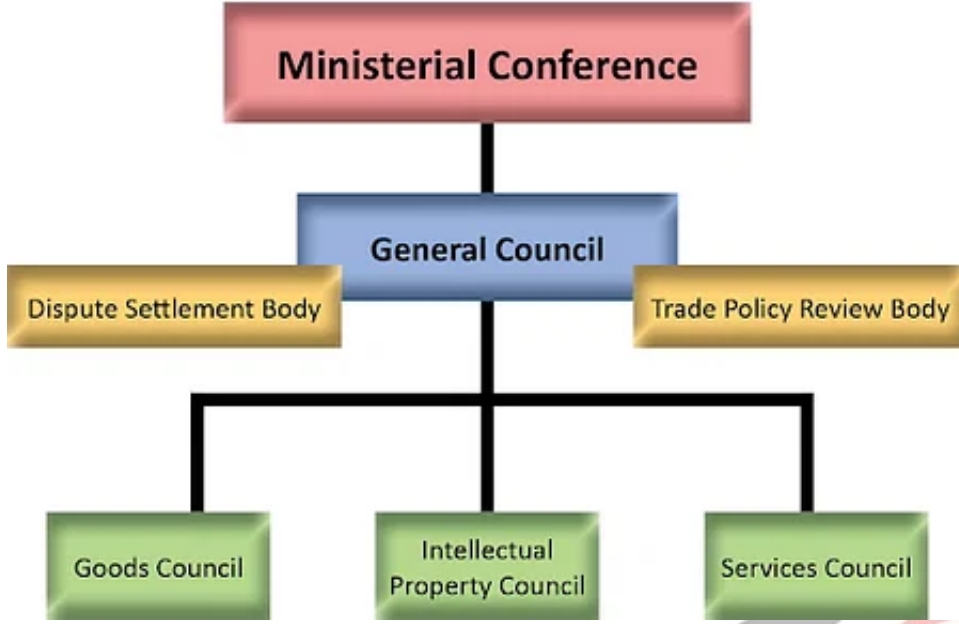 Ministerial Conference
General Council
Dispute Settlement Body
Trade Policy Review Body
Goods Council
Intellectual
Property Council
Services Council